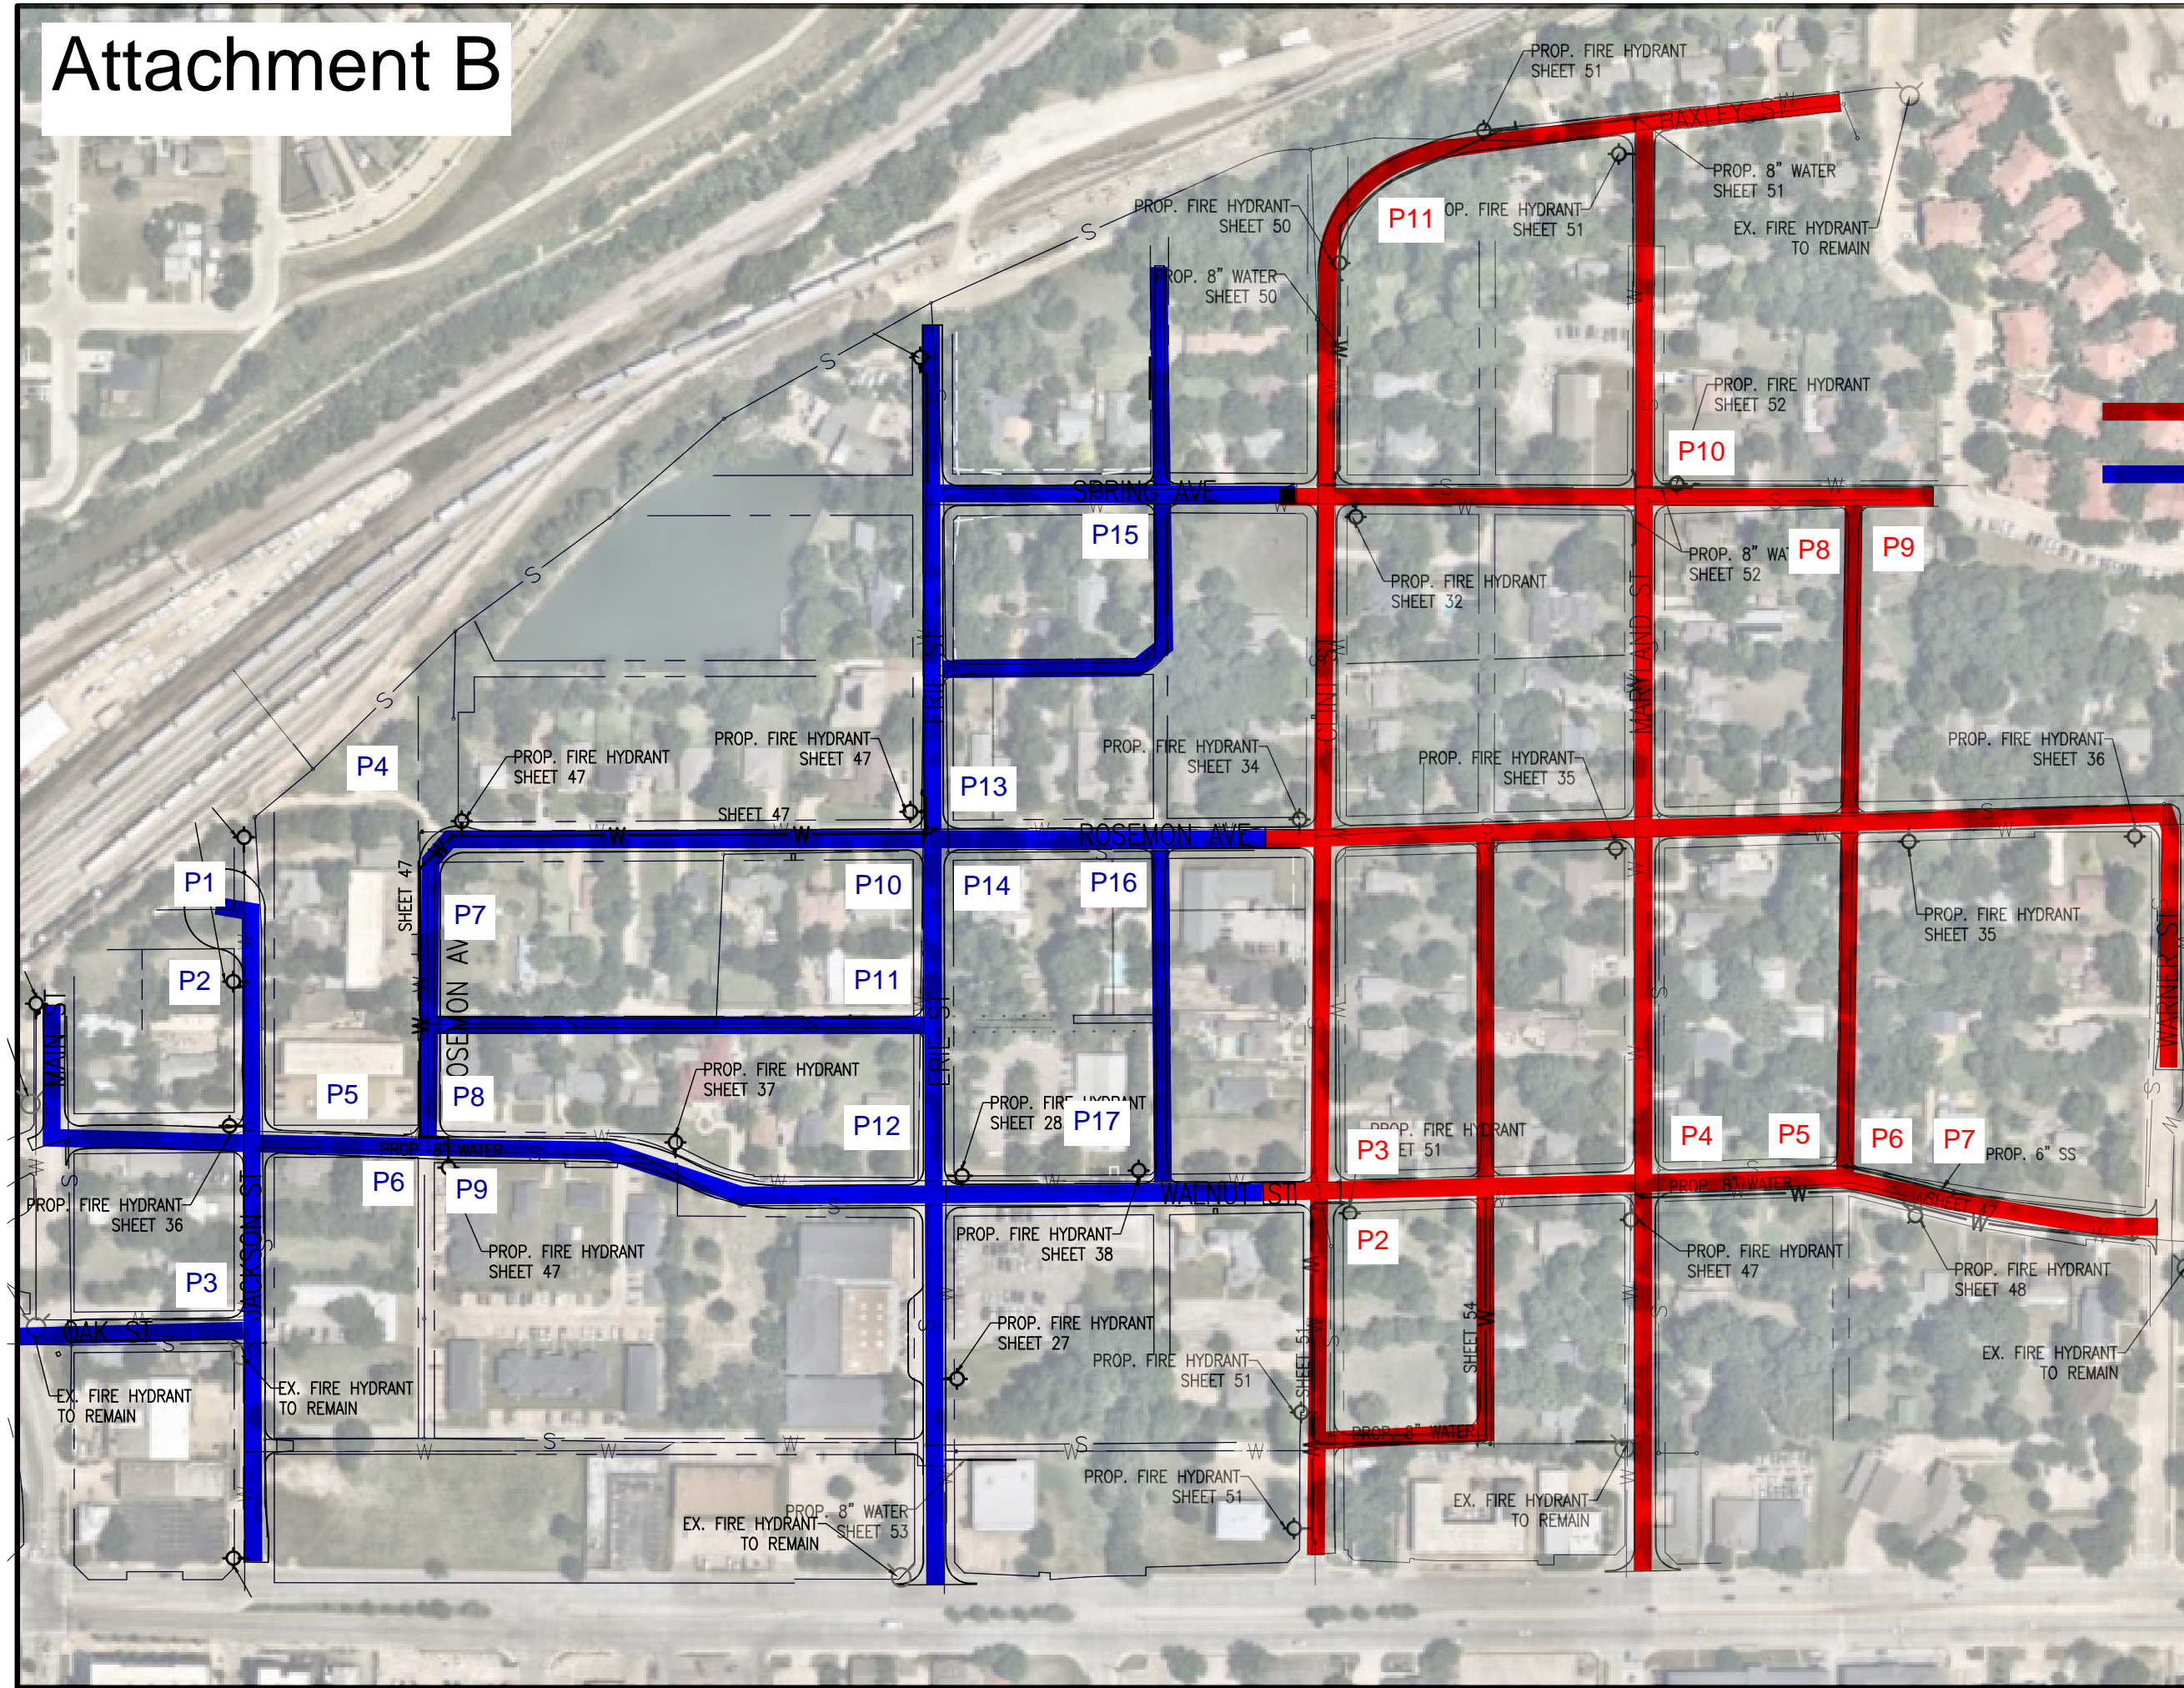 Attachment B
PROP. FIRE HYDRANT
SHEET 51
BAXLEY ST
W
PROP. 8" WATER
SHEET 51
PROP. FIRE HYDRANT
SHEET 50
P11
OP. FIRE HYDRANT
SHEET 51
EX. FIRE HYDRANT
TO REMAIN
S
ROP. 8" WATER
SHEET 50
W
S
W
PROP. FIRE HYDRANT
SHEET 52
P10
SPRING AVE
W
W
S
W
S
W
P15
PROP. 8" WA
SHEET 52
P8
P9
PROP. FIRE HYDRANT
SHEET 32
S
ERIE ST
CLINT ST
MARYLAND ST
S
P4
PROP. FIRE HYDRANT
SHEET 47
PROP. FIRE HYDRANT
SHEET 47
P13
PROP. FIRE HYDRANT
SHEET 34
PROP. FIRE HYDRANT
SHEET 35
PROP. FIRE HYDRANT
SHEET 36
SHEET 47
W
W
W
W
W
ROSEMON AVE
S
S
W
S
W
P1
SHEET 47
P7
P10
P14
P16
PROP. FIRE HYDRANT
SHEET 35
OSEMON AV
P2
P11
WARNER ST
MAIN ST
W
S
S
ERIE ST
P5
P8
PROP. FIRE HYDRANT
SHEET 37
P12
PROP. FIRE HYDRANT
SHEET 28
P17
P3
PROP. FIRE HYDRANT
ET 51
P4
P5
P6
P7
PROP. 6" SS
PROP. 8" WATER
S
W
P6
P9
WALNUT ST
PROP. 8" WATER
W
W
SHEET 47
W
W
PROP. FIRE HYDRANT
SHEET 36
JACKSON ST
PROP. FIRE HYDRANT
SHEET 47
PROP. FIRE HYDRANT
SHEET 38
P2
PROP. FIRE HYDRANT
SHEET 47
PROP. FIRE HYDRANT
SHEET 48
P3
OAK ST
S
PROP. FIRE HYDRANT
SHEET 27
PROP. FIRE HYDRANT
SHEET 51
SHEET 51
SHEET 54
W
EX. FIRE HYDRANT
TO REMAIN
EX. FIRE HYDRANT
TO REMAIN
EX. FIRE HYDRANT
TO REMAIN
PROP. 8" WATER
W
S
W
W
W
S
W
W
PROP. FIRE HYDRANT
SHEET 51
EX. FIRE HYDRANT
TO REMAIN
PROP. 8" WATER
SHEET 53
EX. FIRE HYDRANT
TO REMAIN